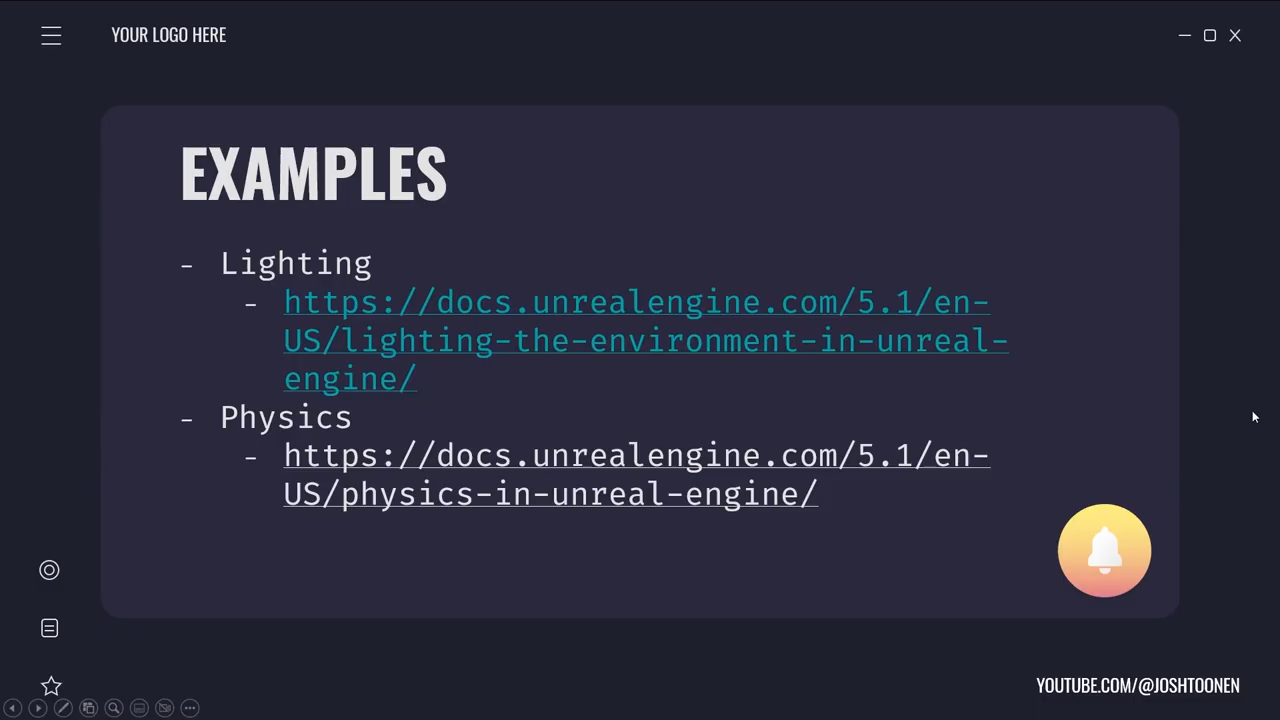 YOUR LOGO HERE
EXAMPLES
- Lighting
- https://docs.unrealengine.com/5.1/en-
US/lighting-the-environment-in-unreal-
engine/
- Physics
- https://docs.unrealengine.com/5.1/en-
US/physics-in-unreal-engine/
YOUTUBE.COM/@JOSHTOONEN